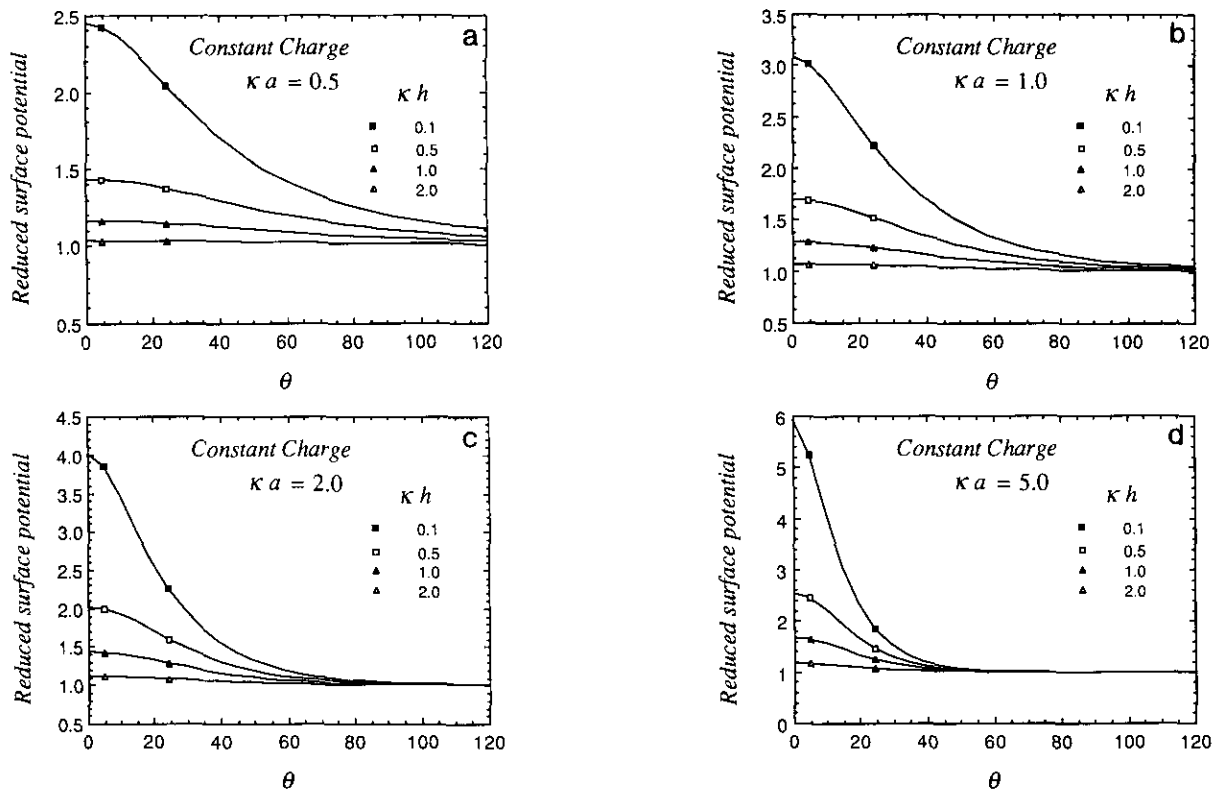 a
Constant Charge
κ a = 0.5
κ h
0.1
0.5
1.0
2.0
2.5
2.0
1.5
1.0
0.5
0 20 40 60 80 100 120
Reduced surface potential
θ
b
Constant Charge
κ a = 1.0
κ h
0.1
0.5
1.0
2.0
3.5
3.0
2.5
2.0
1.5
1.0
0.5
0 20 40 60 80 100 120
Reduced surface potential
θ
c
Constant Charge
κ a = 2.0
κ h
0.1
0.5
1.0
2.0
4.5
4.0
3.5
3.0
2.5
2.0
1.5
1.0
0.5
0 20 40 60 80 100 120
Reduced surface potential
θ
d
Constant Charge
κ a = 5.0
κ h
0.1
0.5
1.0
2.0
6
5
4
3
2
1
0
0 20 40 60 80 100 120
Reduced surface potential
θ